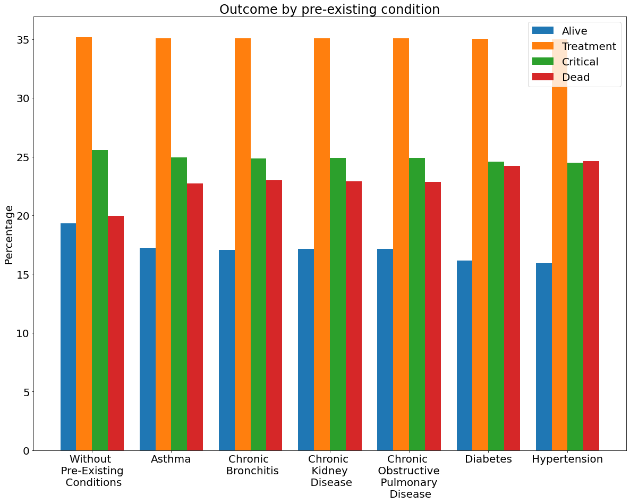 Outcome by pre-existing condition
Alive
Treatment
Critical
Dead
Percentage
35
30
25
20
15
10
5
0
Without
Pre-Existing
Conditions
Asthma
Chronic
Bronchitis
Chronic
Kidney
Disease
Chronic
Obstructive
Pulmonary
Disease
Diabetes
Hypertension